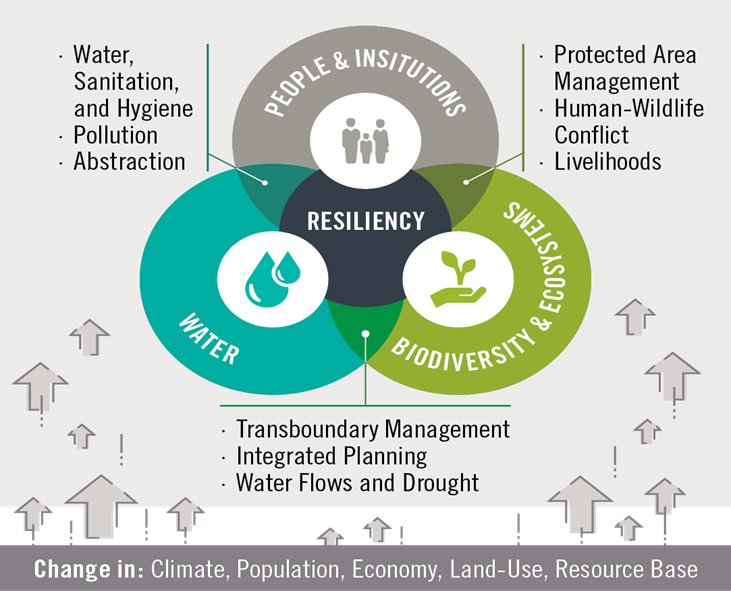 · Water,
Sanitation,
and Hygiene
· Pollution
· Abstraction
PEOPLE & INSITUTIONS
· Protected Area
Management
· Human-Wildlife
Conflict
· Livelihoods
RESILIENCY
WATER
BIODIVERSITY & ECOSYSTEMS
· Transboundary Management
· Integrated Planning
· Water Flows and Drought
Change in: Climate, Population, Economy, Land-Use, Resource Base